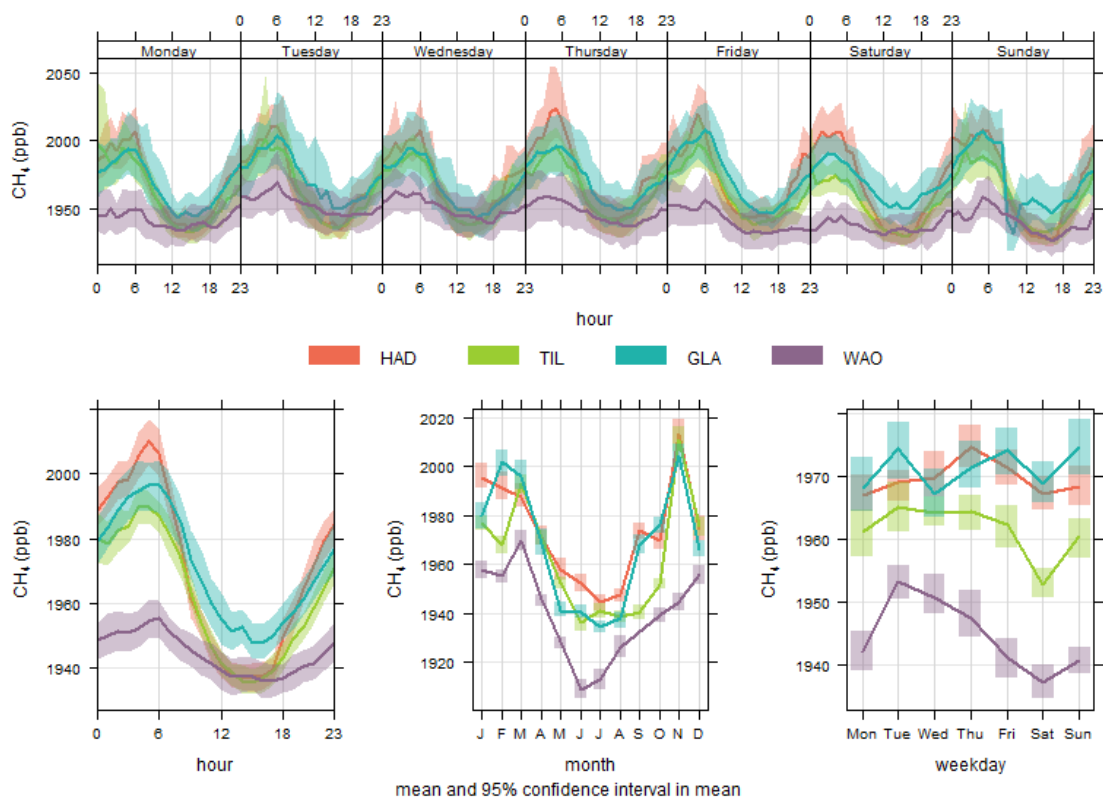 0 6 12 18 23 0 6 12 18 23 0 6 12 18 23
Monday Tuesday Wednesday Thursday Friday Saturday Sunday
2050
2000
1950
CH₄ (ppb)
0 6 12 18 23 0 6 12 18 23 0 6 12 18 23 0 6 12 18 23
hour
HAD TIL GLA WAO
2000
1980
1960
1940
CH₄ (ppb)
0 6 12 18 23
hour
2020
2000
1980
1960
1940
1920
CH₄ (ppb)
J F M A M J J A S O N D
month
1970
1960
1950
1940
CH₄ (ppb)
Mon Tue Wed Thu Fri Sat Sun
weekday
mean and 95% confidence interval in mean